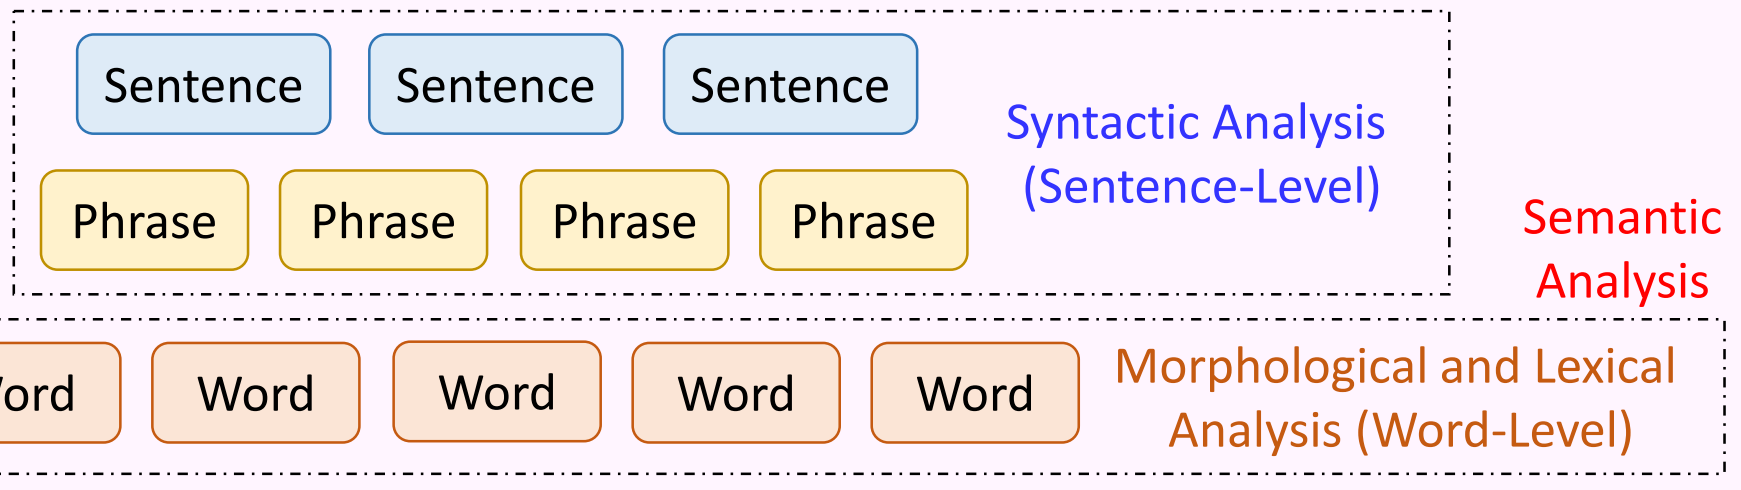 Sentence Sentence Sentence
Syntactic Analysis
(Sentence-Level)
Phrase Phrase Phrase Phrase
Semantic
Analysis
Word Word Word Word
Morphological and Lexical
Analysis (Word-Level)